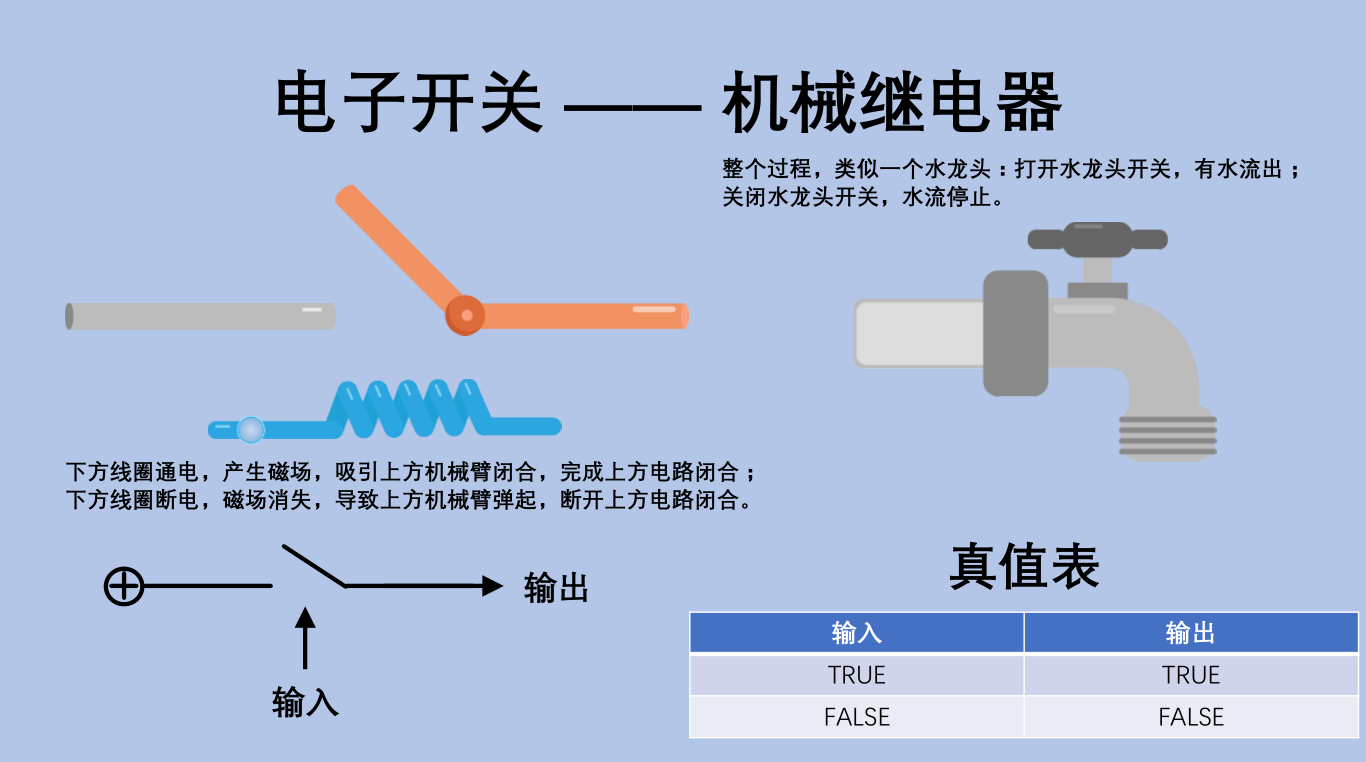 电子开关 —— 机械继电器
整个过程，类似一个水龙头：打开水龙头开关，有水流出；
关闭水龙头开关，水流停止。
下方线圈通电，产生磁场，吸引上方机械臂闭合，完成上方电路闭合；
下方线圈断电，磁场消失，导致上方机械臂弹起，断开上方电路闭合。
输出
输入
真值表
输入 输出
TRUE TRUE
FALSE FALSE